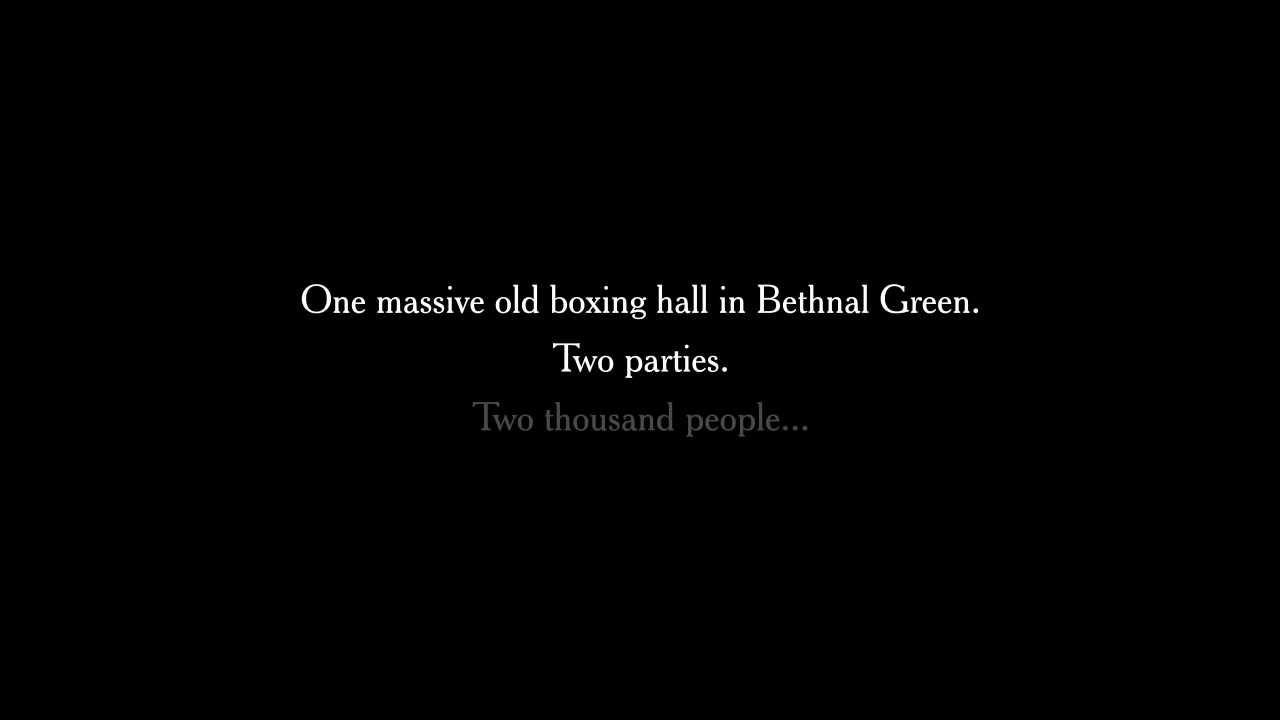 One massive old boxing hall in Bethnal Green.
Two parties.
Two thousand people...